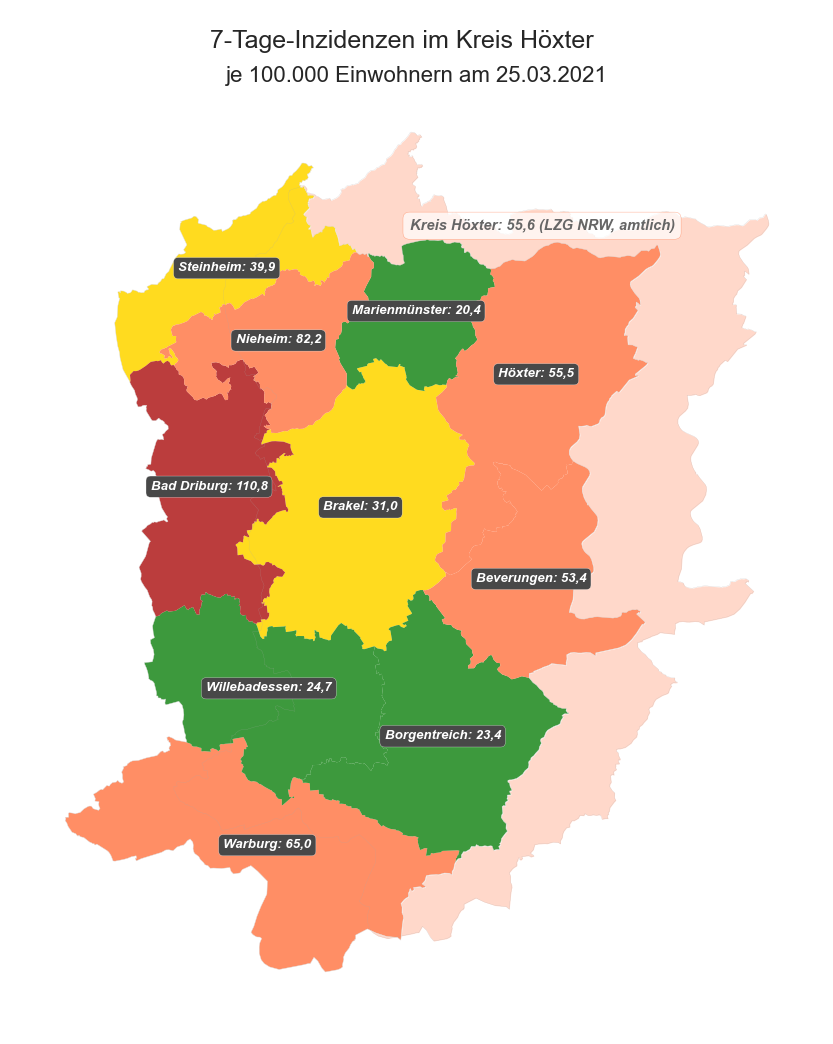 7-Tage-Inzidenzen im Kreis Höxter
je 100.000 Einwohnern am 25.03.2021
Kreis Höxter: 55,6 (LZG NRW, amtlich)
Steinheim: 39,9
Marienmünster: 20,4
Nieheim: 82,2
Höxter: 55,5
Bad Driburg: 110,8
Brakel: 31,0
Beverungen: 53,4
Willebadessen: 24,7
Borgentreich: 23,4
Warburg: 65,0